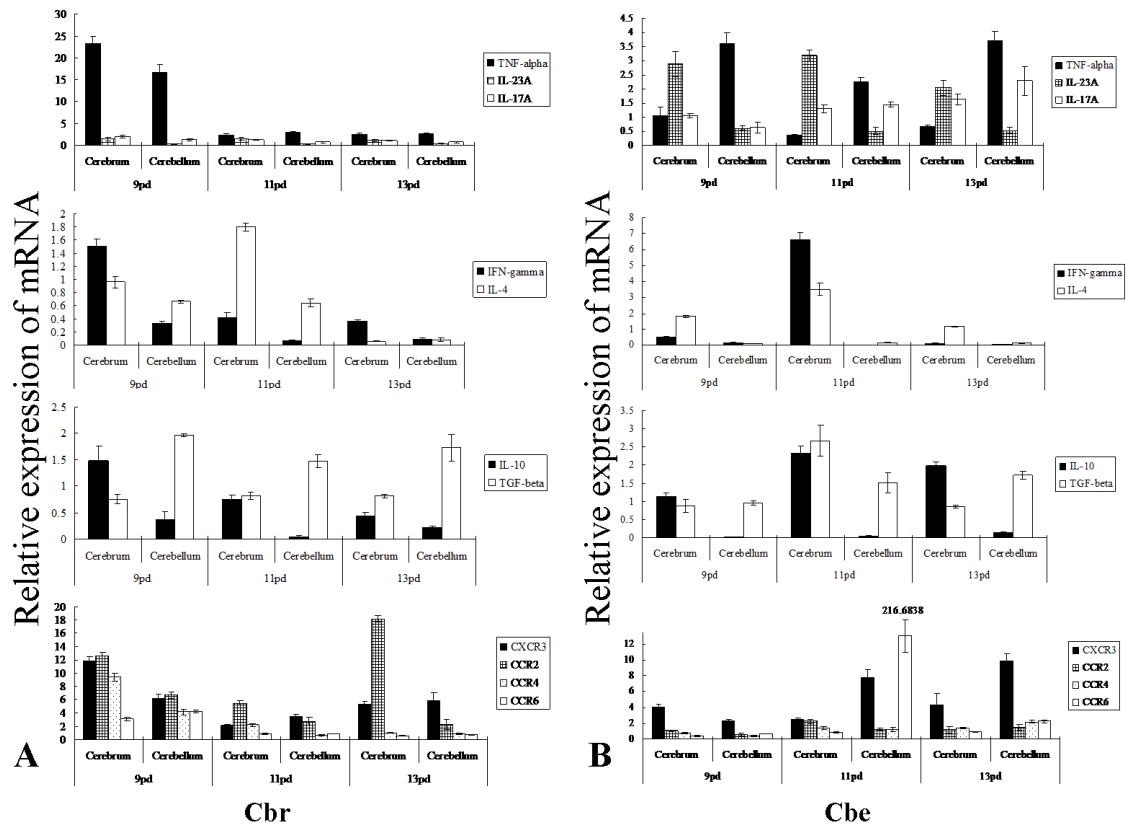 Relative expression of mRNA
30
25
20
15
10
5
0
Cerebrum Cerebellum Cerebrum Cerebellum Cerebrum Cerebellum
9pd 11pd 13pd
TNF-alpha
IL-23A
IL-17A
2
1.8
1.6
1.4
1.2
1
0.8
0.6
0.4
0.2
0
Cerebrum Cerebellum Cerebrum Cerebellum Cerebrum Cerebellum
9pd 11pd 13pd
IFN-gamma
IL-4
2.5
2
1.5
1
0.5
0
Cerebrum Cerebellum Cerebrum Cerebellum Cerebrum Cerebellum
9pd 11pd 13pd
IL-10
TGF-beta
20
18
16
14
12
10
8
6
4
2
0
Cerebrum Cerebellum Cerebrum Cerebellum Cerebrum Cerebellum
9pd 11pd 13pd
CXCR3
CCR2
CCR4
CCR6
A
Cbr
Relative expression of mRNA
4.5
4
3.5
3
2.5
2
1.5
1
0.5
0
Cerebrum Cerebellum Cerebrum Cerebellum Cerebrum Cerebellum
9pd 11pd 13pd
TNF-alpha
IL-23A
IL-17A
8
7
6
5
4
3
2
1
0
Cerebrum Cerebellum Cerebrum Cerebellum Cerebrum Cerebellum
9pd 11pd 13pd
IFN-gamma
IL-4
3.5
3
2.5
2
1.5
1
0.5
0
Cerebrum Cerebellum Cerebrum Cerebellum Cerebrum Cerebellum
9pd 11pd 13pd
IL-10
TGF-beta
216.6838
12
10
8
6
4
2
0
Cerebrum Cerebellum Cerebrum Cerebellum Cerebrum Cerebellum
9pd 11pd 13pd
CXCR3
CCR2
CCR4
CCR6
B
Cbe